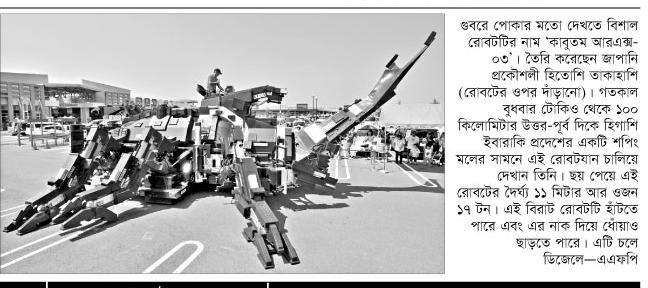 গুবরে পোকার মতো দেখতে বিশাল
রোবটটির নাম ‘কাবুতম আরএক্স-
০৩’। তৈরি করেছেন জাপানি
প্রকৌশলী হিতোশি তাকাহাশি
(রোবটের ওপর দাঁড়ানো)। গতকাল
বুধবার টোকিও থেকে ১০০
কিলোমিটার উত্তর-পূর্ব দিকে হিগাশি
ইবারাকি প্রদেশের একটি শপিং
মলের সামনে এই রোবটযান চালিয়ে
দেখান তিনি। ছয় পেয়ে এই
রোবটের দৈর্ঘ্য ১১ মিটার আর ওজন
১৭ টন। এই বিরাট রোবটটি হাঁটতে
পারে এবং এর নাক দিয়ে ধোঁয়াও
ছাড়তে পারে। এটি চলে
ডিজেলে—এএফপি